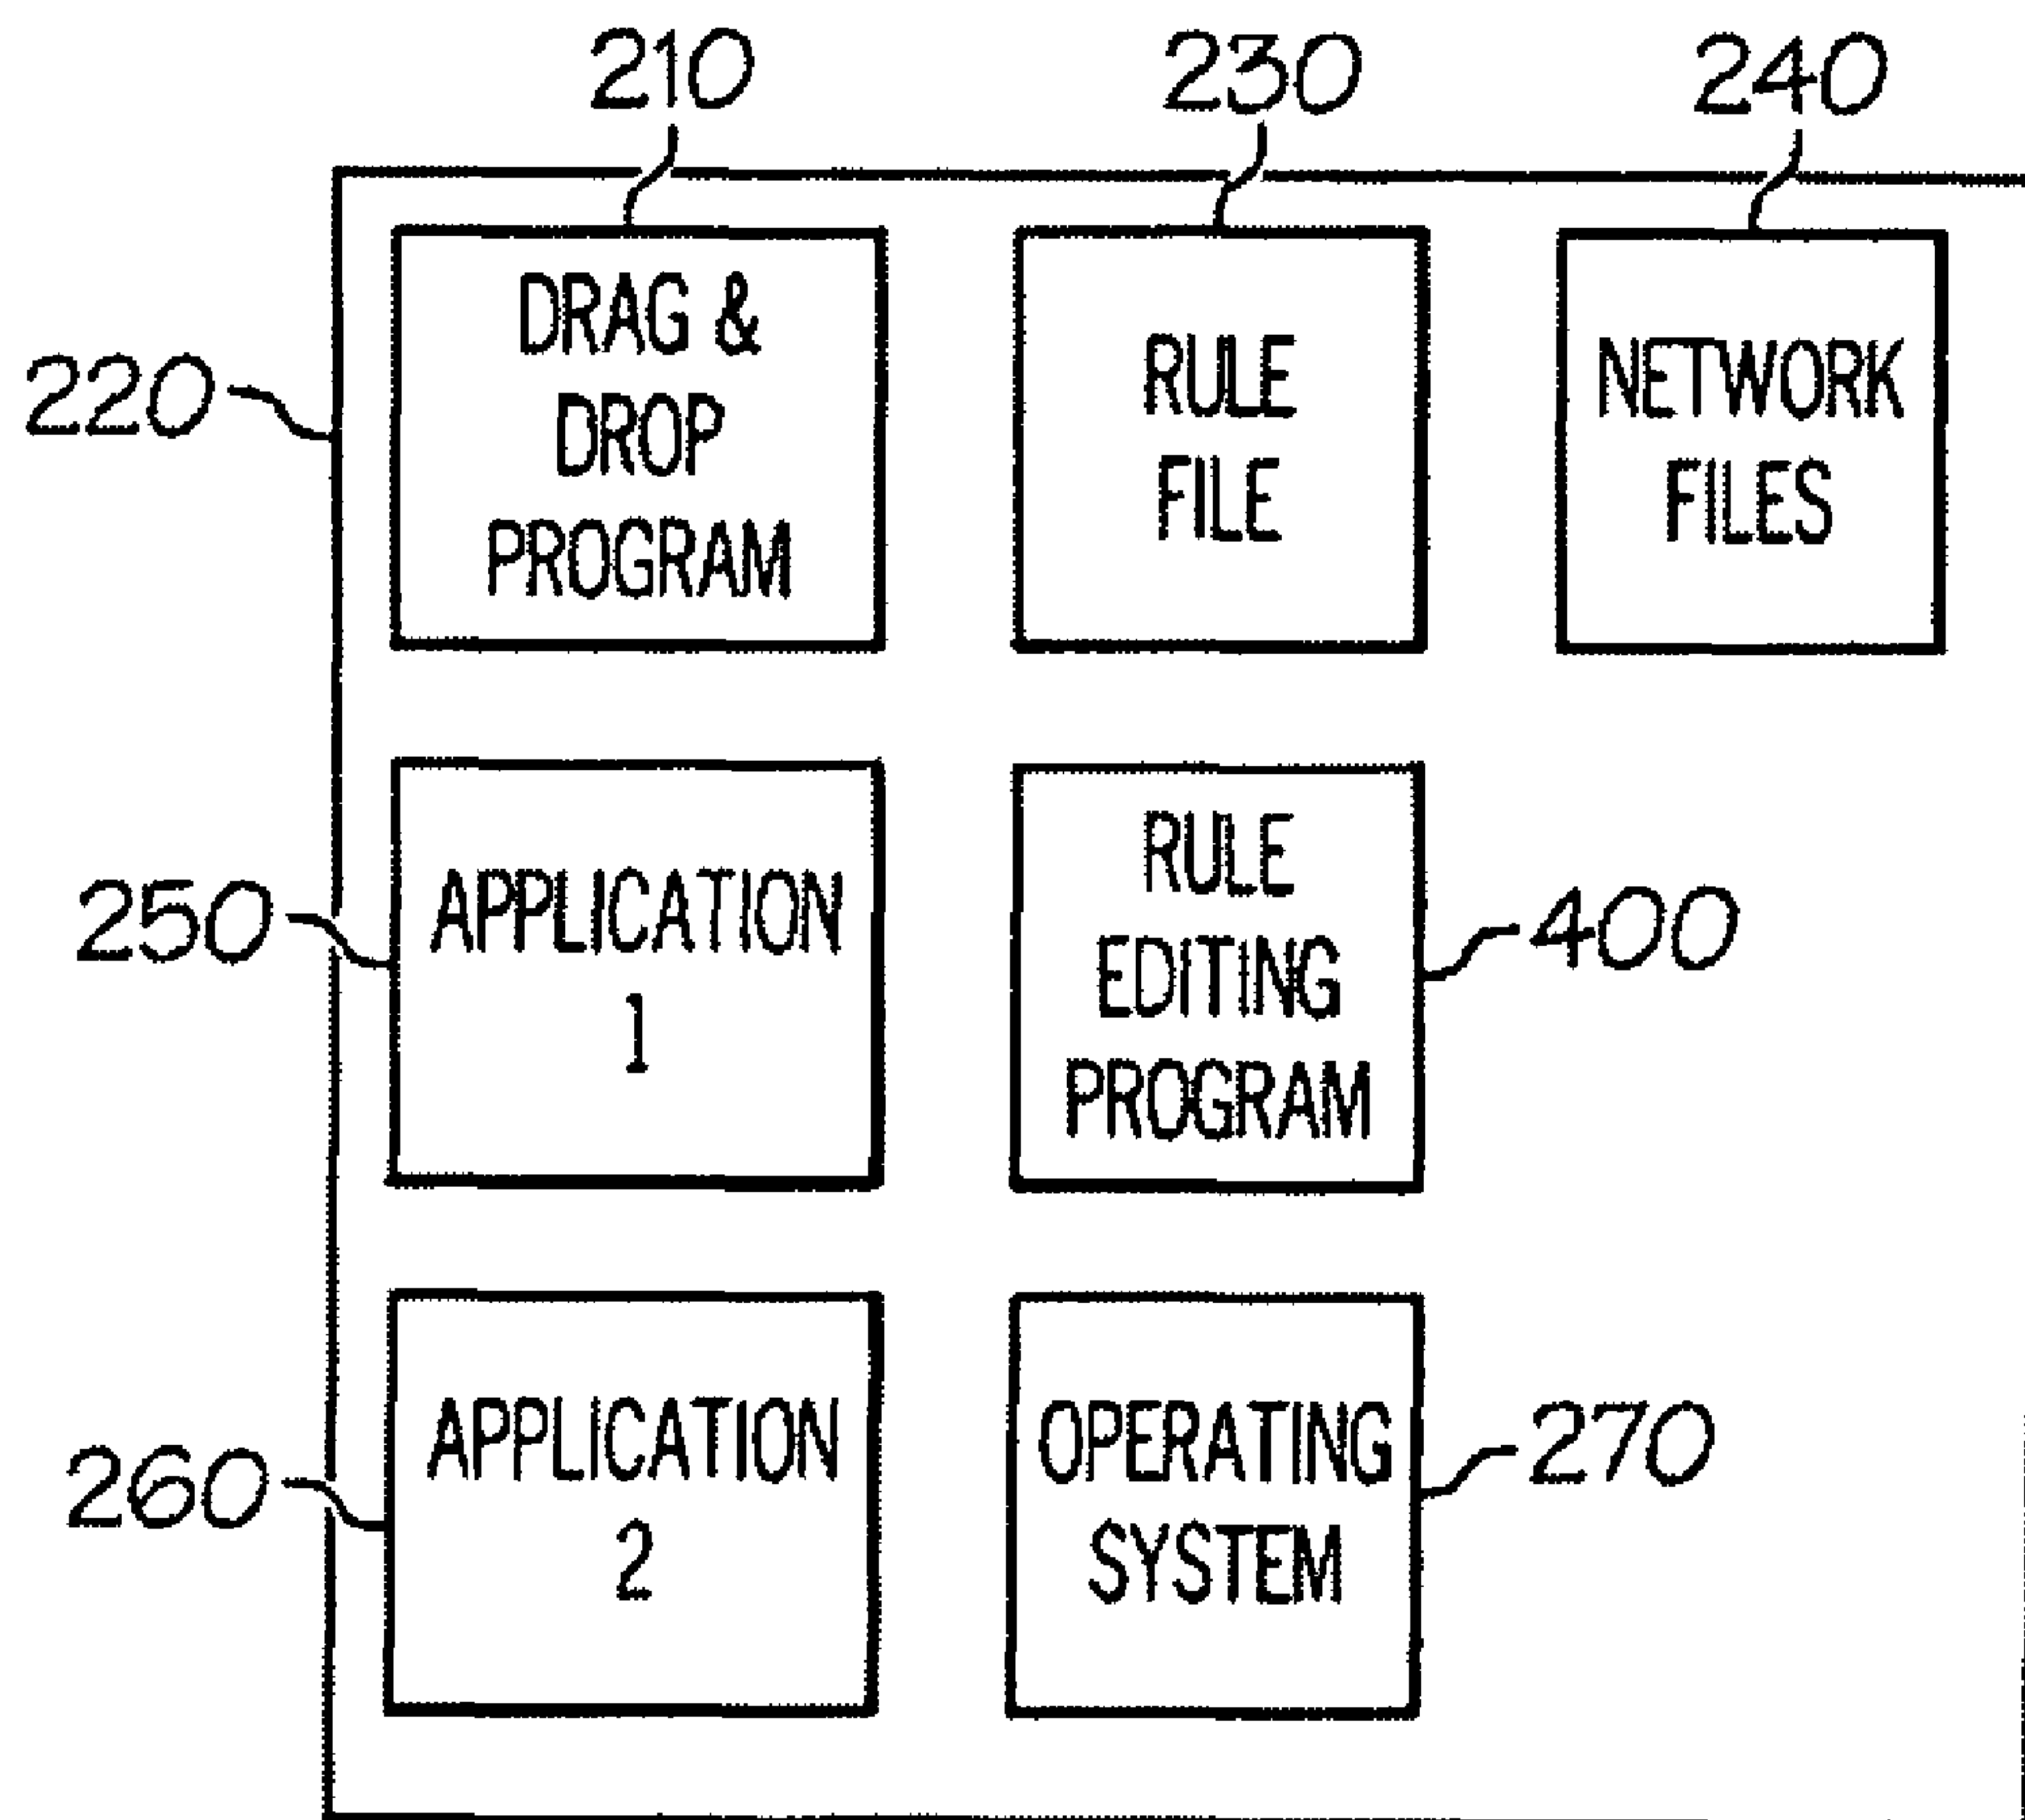 210
230
240
220
DRAG &
DROP
PROGRAM
RULE
FILE
NETWORK
FILES
250
APPLICATION
1
RULE
EDITING
PROGRAM
400
260
APPLICATION
2
OPERATING
SYSTEM
270